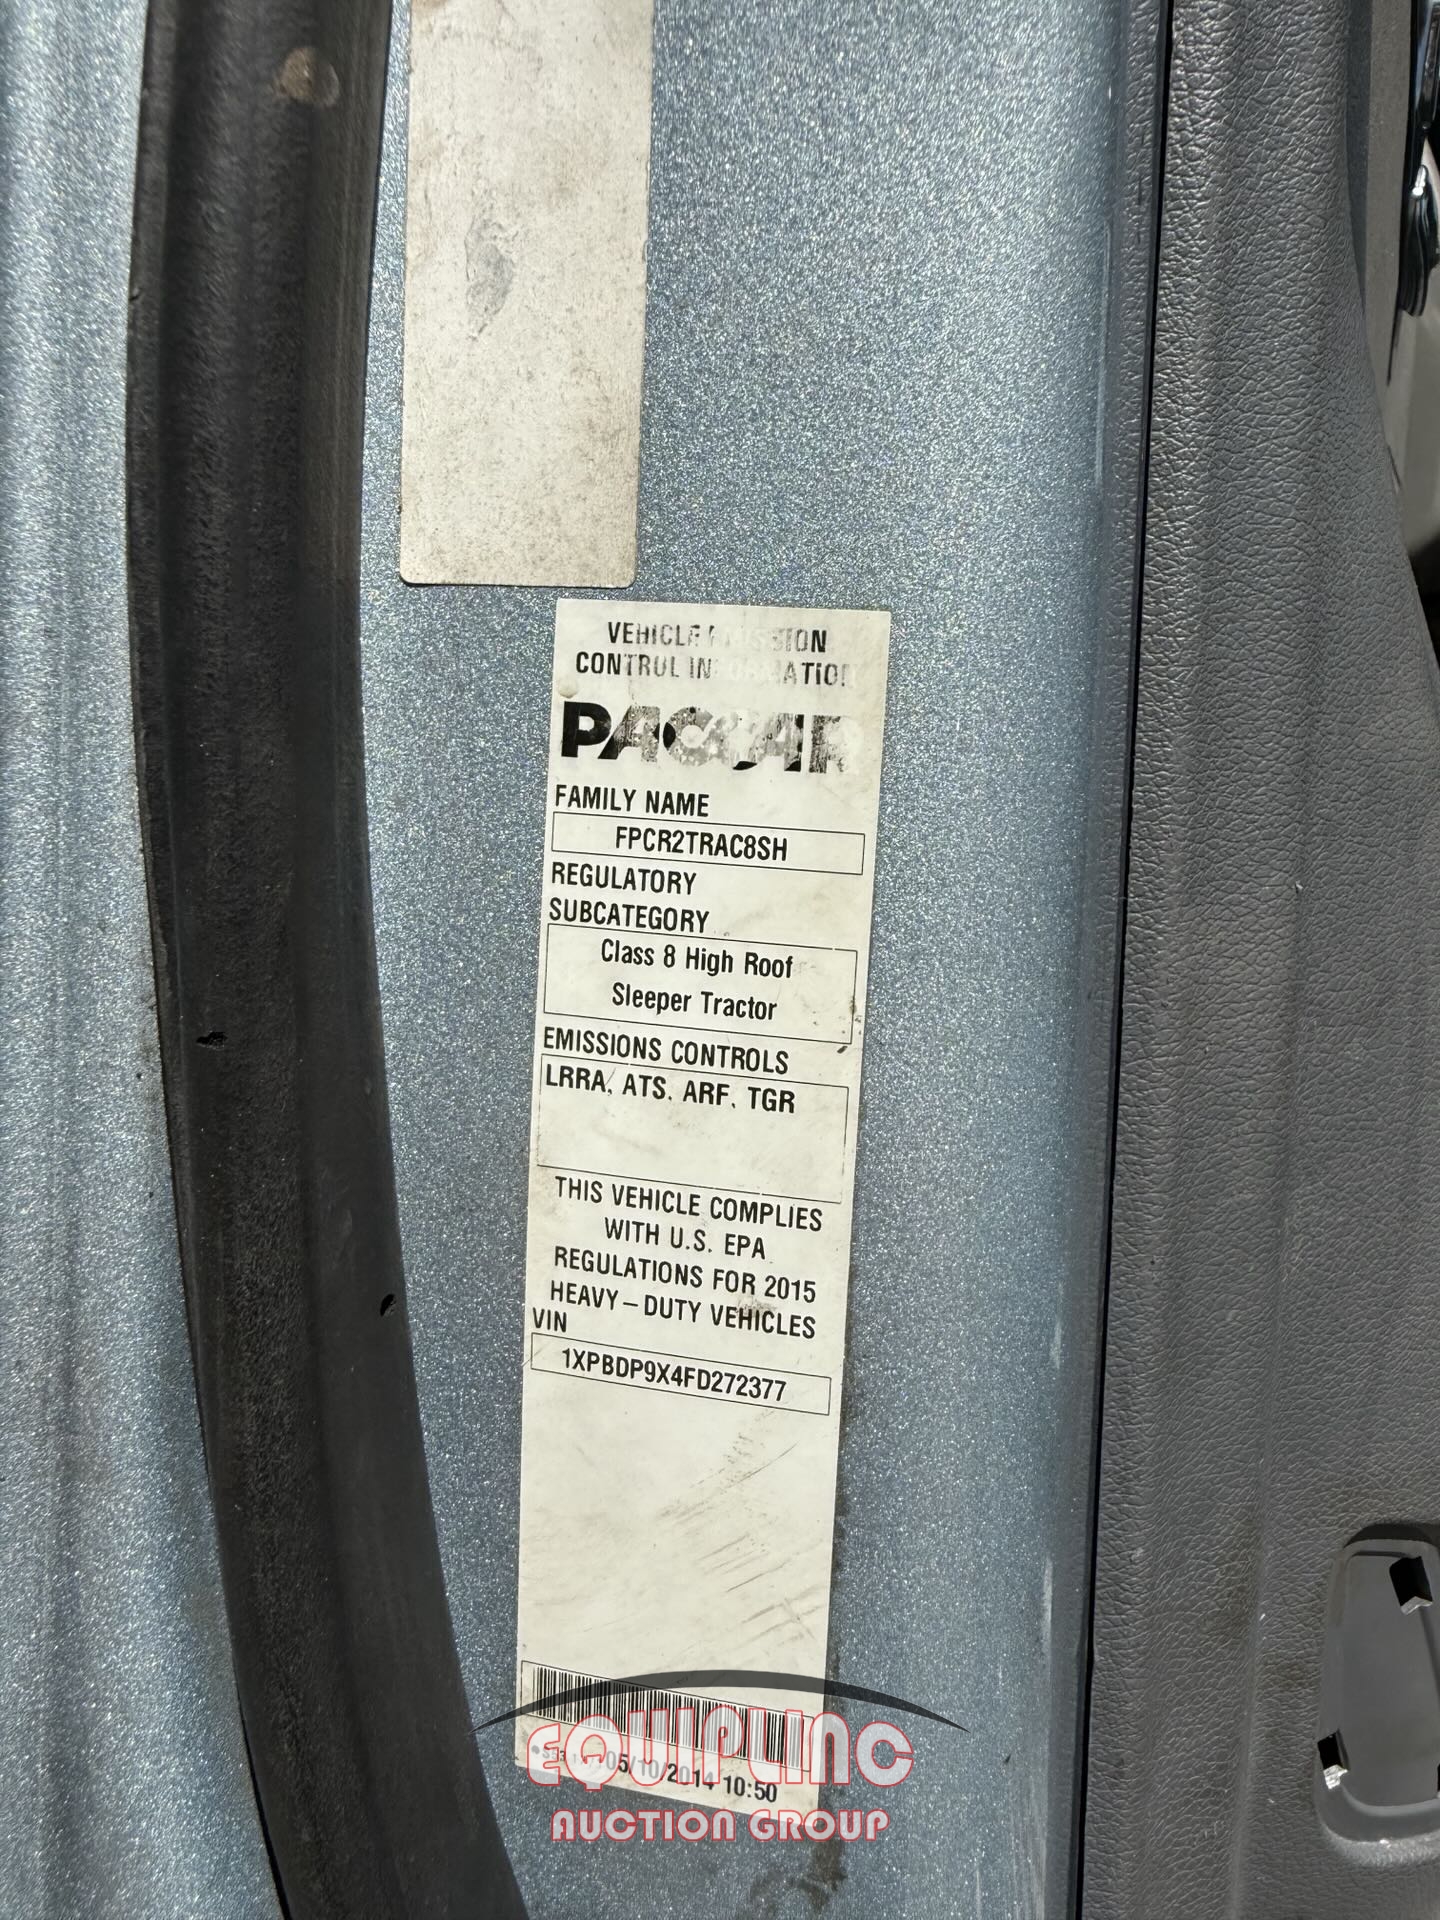 VEHICLE EMISSION
CONTROL INFORMATION
PACCAR
FAMILY NAME
FPCR2TRAC8SH
REGULATORY
SUBCATEGORY
Class 8 High Roof
Sleeper Tractor
EMISSIONS CONTROLS
LRRA, ATS, ARF, TGR
THIS VEHICLE COMPLIES
WITH U.S. EPA
REGULATIONS FOR 2015
HEAVY-DUTY VEHICLES
VIN
1XPBDP9X4FD272377
05/10/2014 10:50
EQUIPLINC
AUCTION GROUP